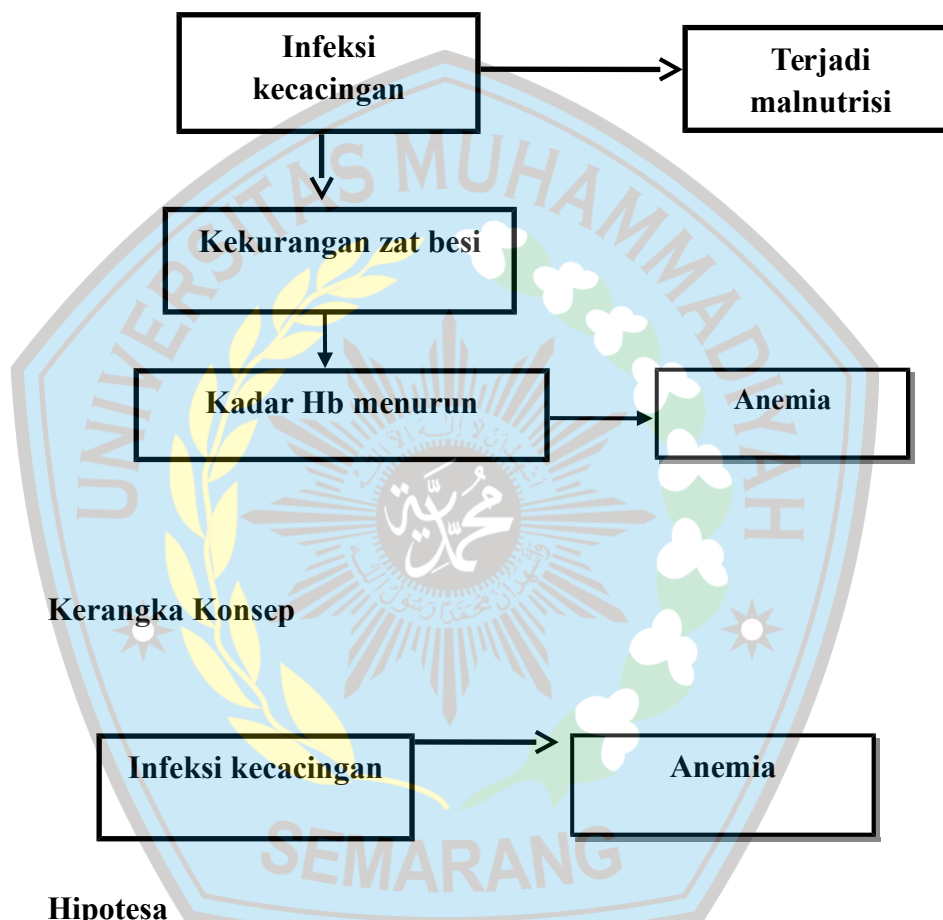 Infeksi
kecacingan
Terjadi
malnutrisi
UNIVERSITAS MUHAMMADIYAH
Kekurangan zat besi
Kadar Hb menurun
Anemia
محمدية
Kerangka Konsep
Infeksi kecacingan
Anemia
SEMARANG
Hipotesa